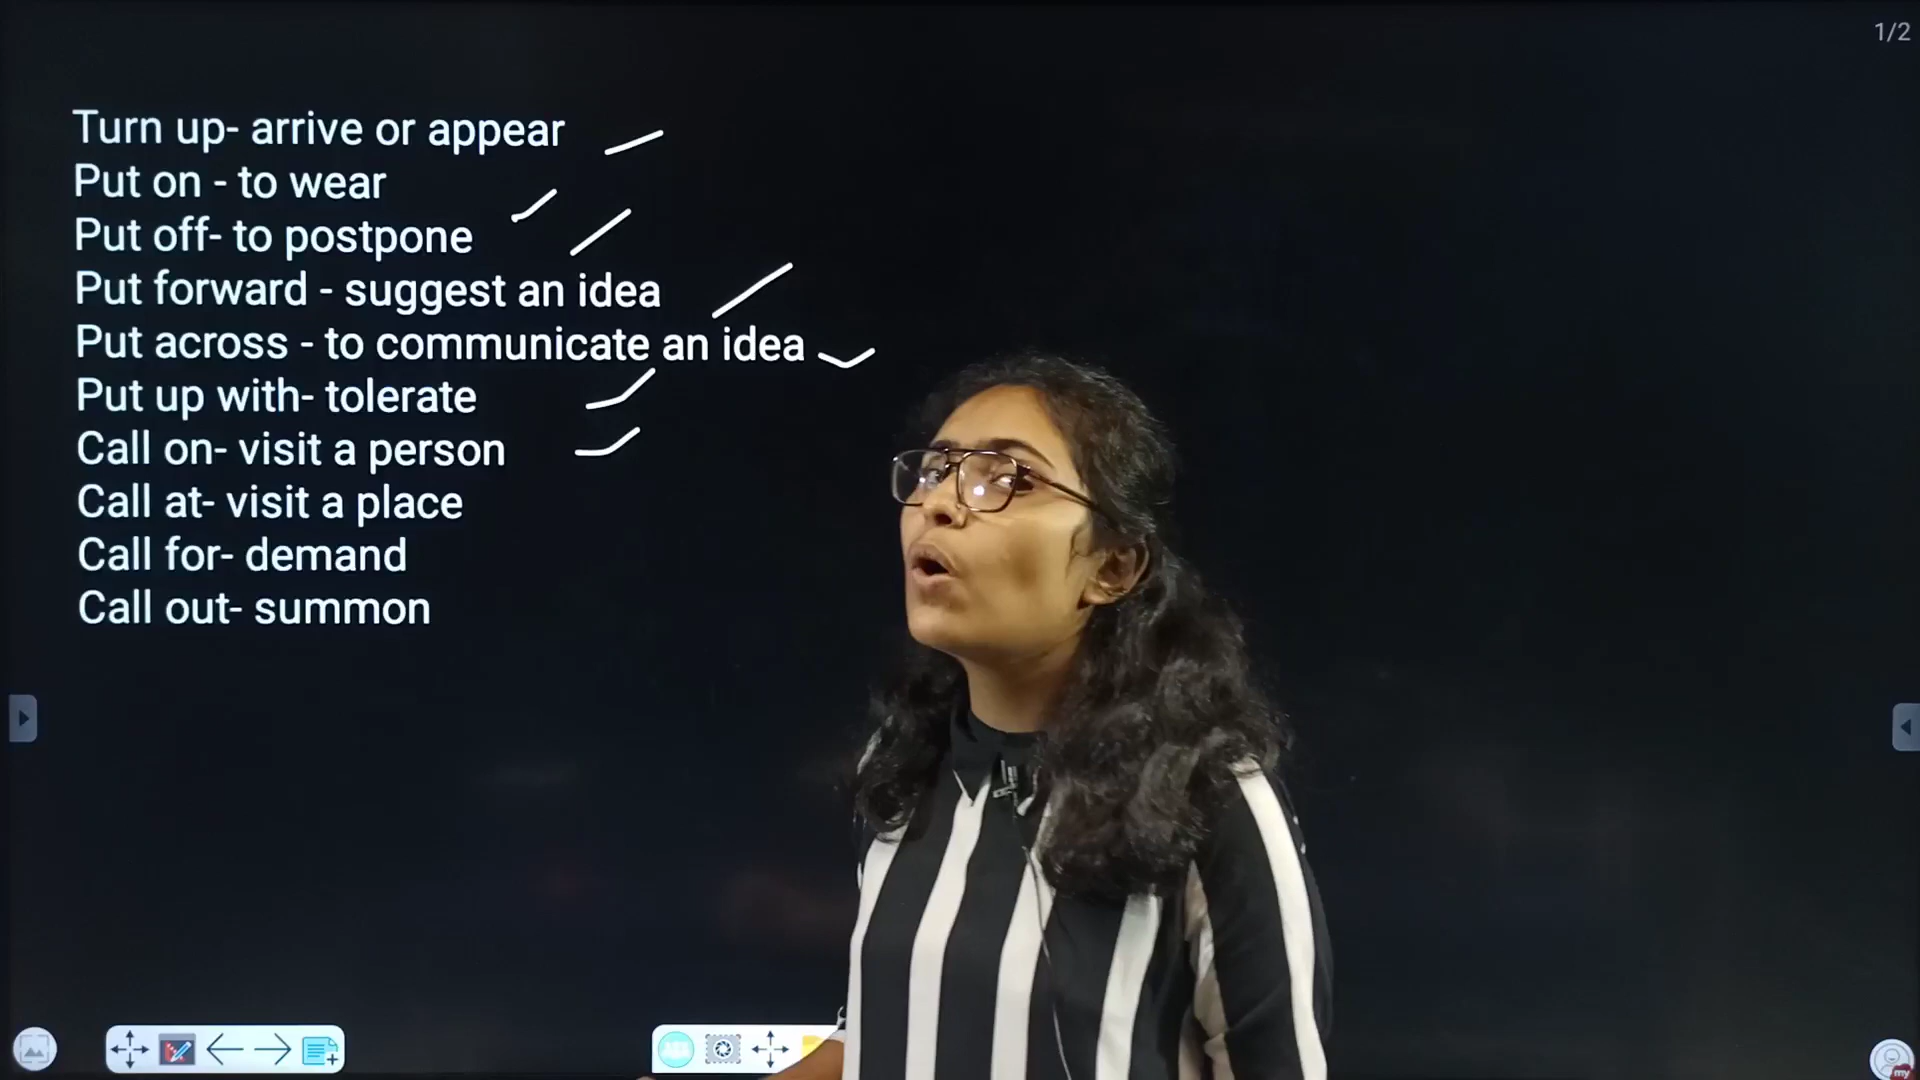 1/2
Turn up- arrive or appear
Put on - to wear
Put off- to postpone
Put forward - suggest an idea
Put across - to communicate an idea
Put up with- tolerate
Call on- visit a person
Call at- visit a place
Call for- demand
Call out- summon